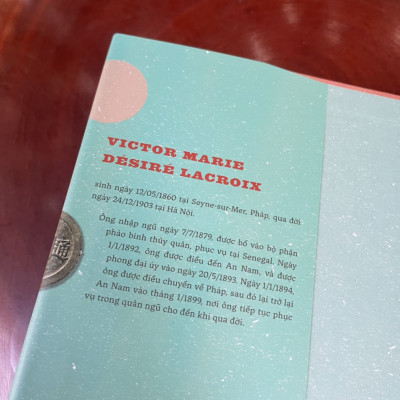 VICTOR MARIE
DÉSIRÉ LACROIX
sinh ngày 12/05/1860 tại Seyne-sur-Mer, Pháp, qua đời
ngày 24/12/1903 tại Hà Nội.
Ông nhập ngũ ngày 7/7/1879, được bổ vào bộ phận
pháo binh thủy quân, phục vụ tại Senegal. Ngày
1/1/1892, ông được điều đến An Nam, và được
phong đại úy vào ngày 20/5/1893. Ngày 1/1/1894,
ông được điều chuyển về Pháp, sau đó lại trở lại
An Nam vào tháng 1/1899, nơi ông tiếp tục phục
vụ trong quân ngũ cho đến khi qua đời.
通